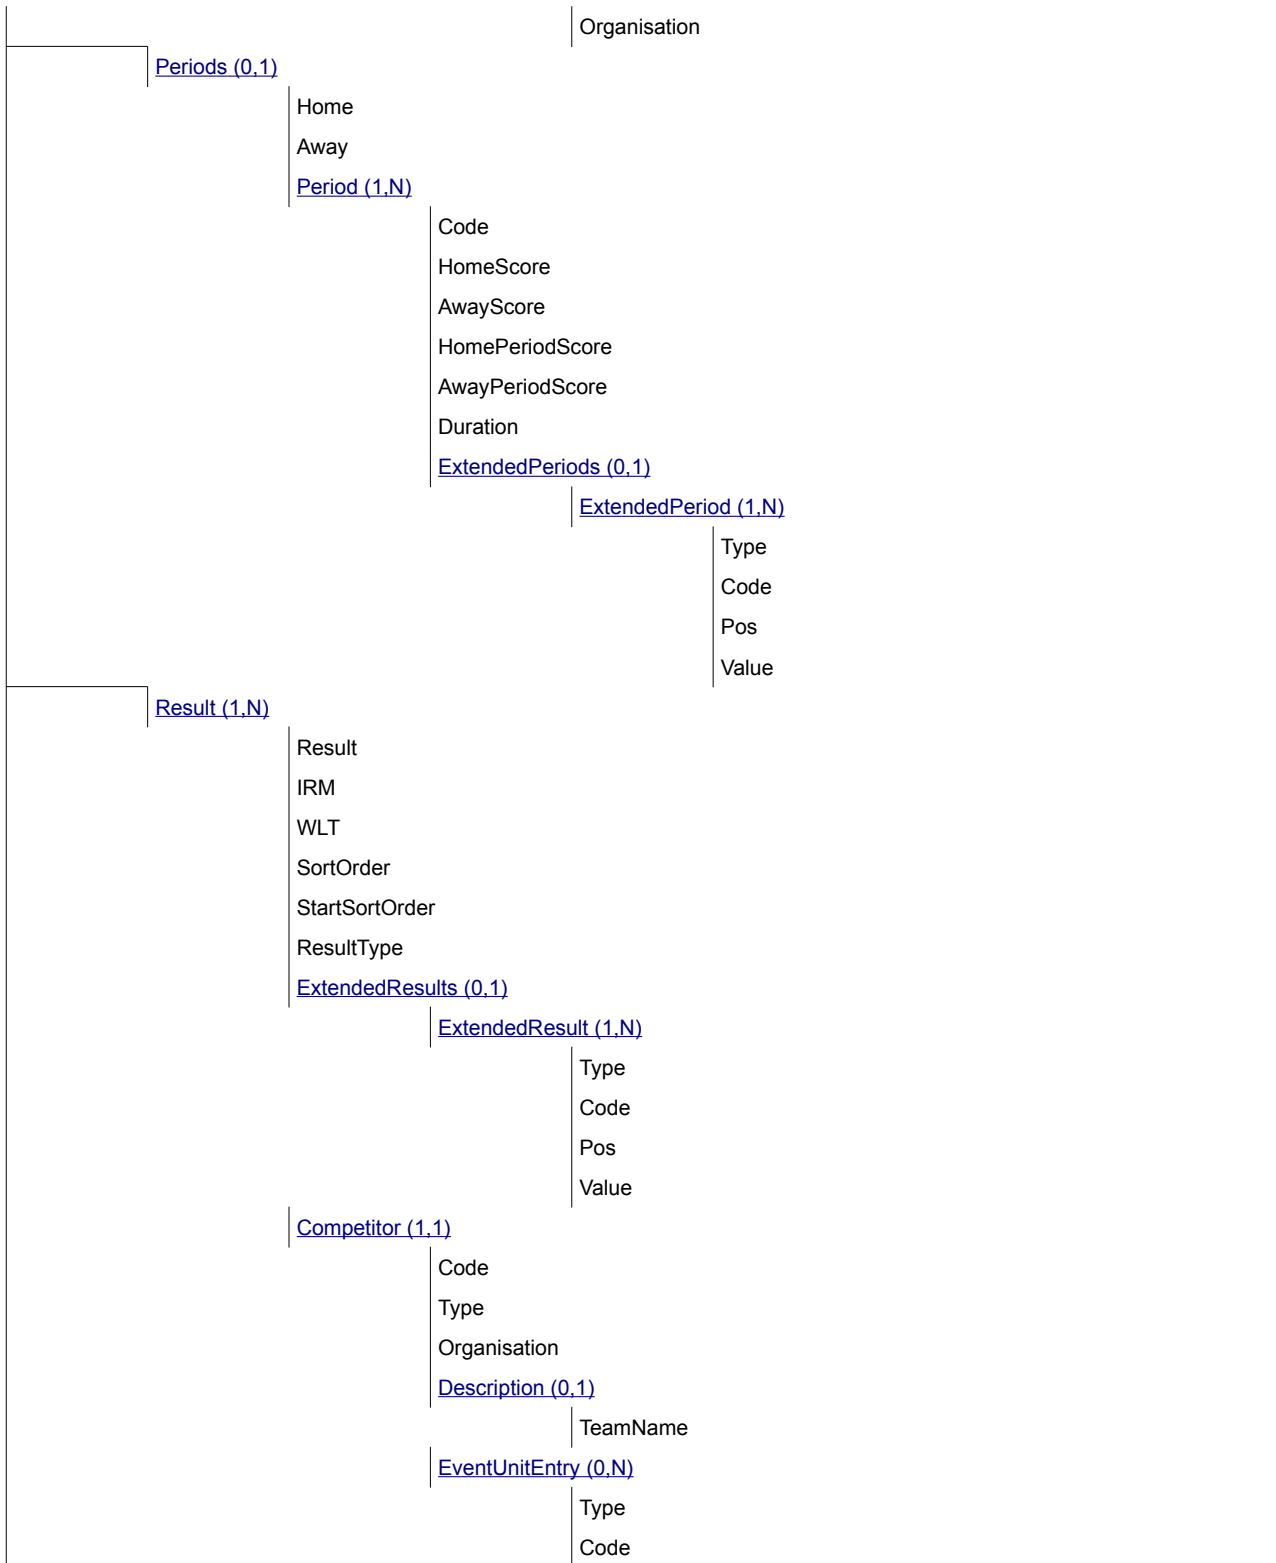 Organisation
Periods (0,1)
Home
Away
Period (1,N)
Code
HomeScore
AwayScore
HomePeriodScore
AwayPeriodScore
Duration
ExtendedPeriods (0,1)
ExtendedPeriod (1,N)
Type
Code
Pos
Value
Result (1,N)
Result
IRM
WLT
SortOrder
StartSortOrder
ResultType
ExtendedResults (0,1)
ExtendedResult (1,N)
Type
Code
Pos
Value
Competitor (1,1)
Code
Type
Organisation
Description (0,1)
TeamName
EventUnitEntry (0,N)
Type
Code